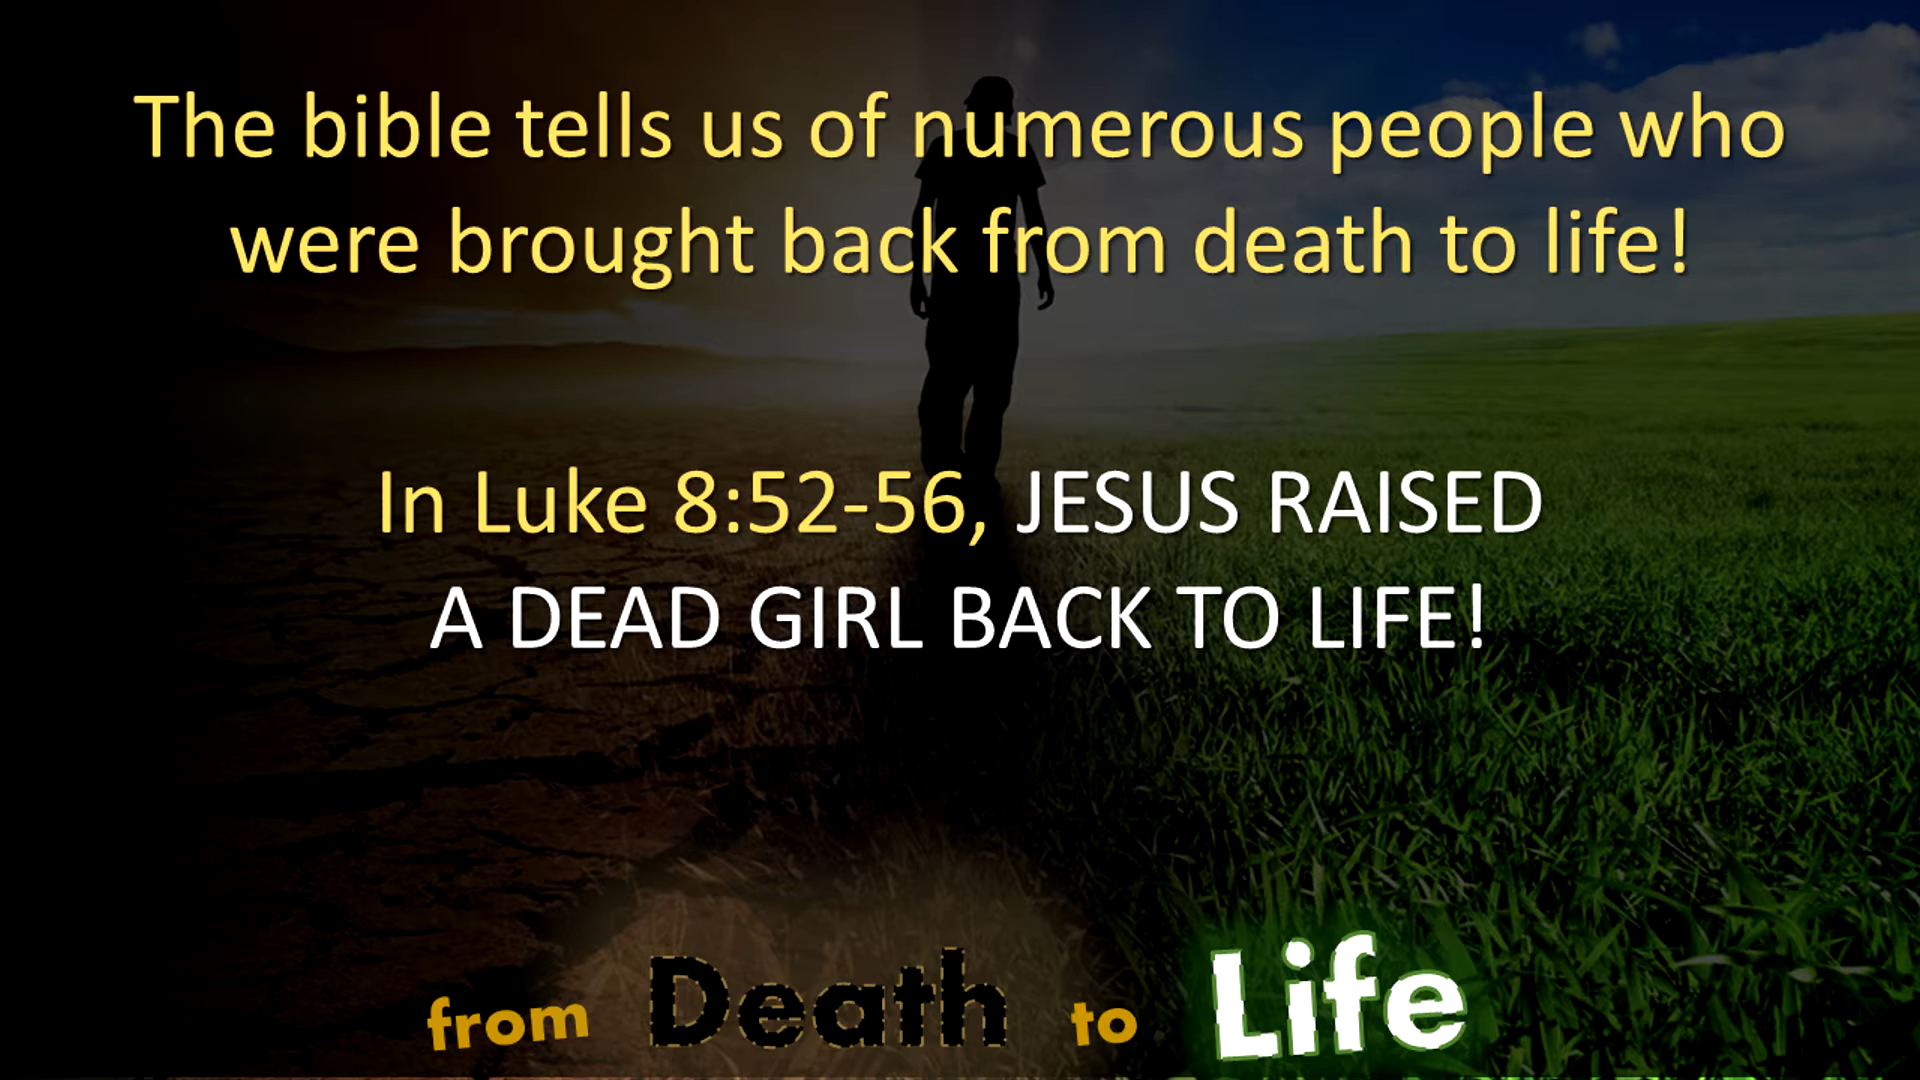 The bible tells us of numerous people who
were brought back from death to life!
In Luke 8:52-56, JESUS RAISED
A DEAD GIRL BACK TO LIFE!
from Death to Life